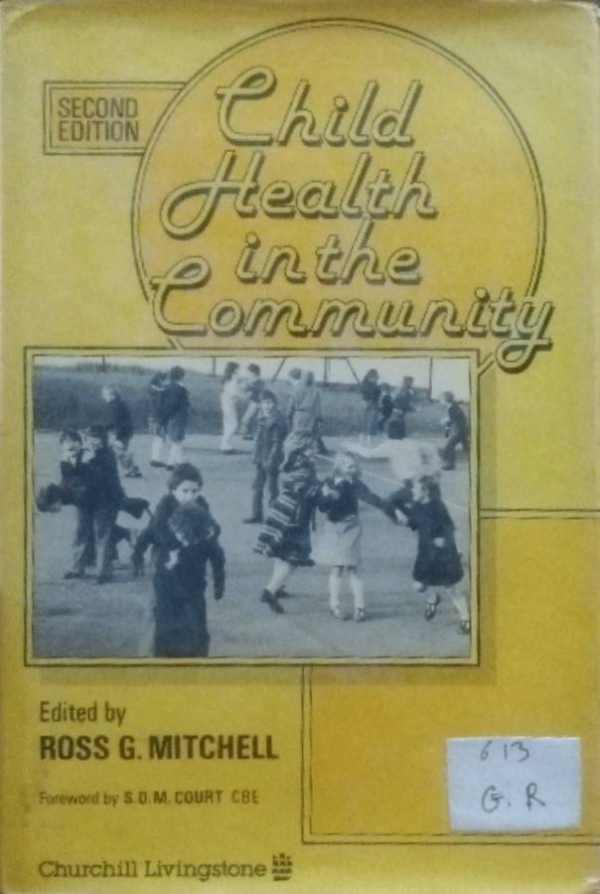 SECOND
EDITION
Child
Health
in the
Community
Edited by
ROSS G. MITCHELL
Foreword by S.D.M. COURT CBE
613
G. R
Churchill Livingstone